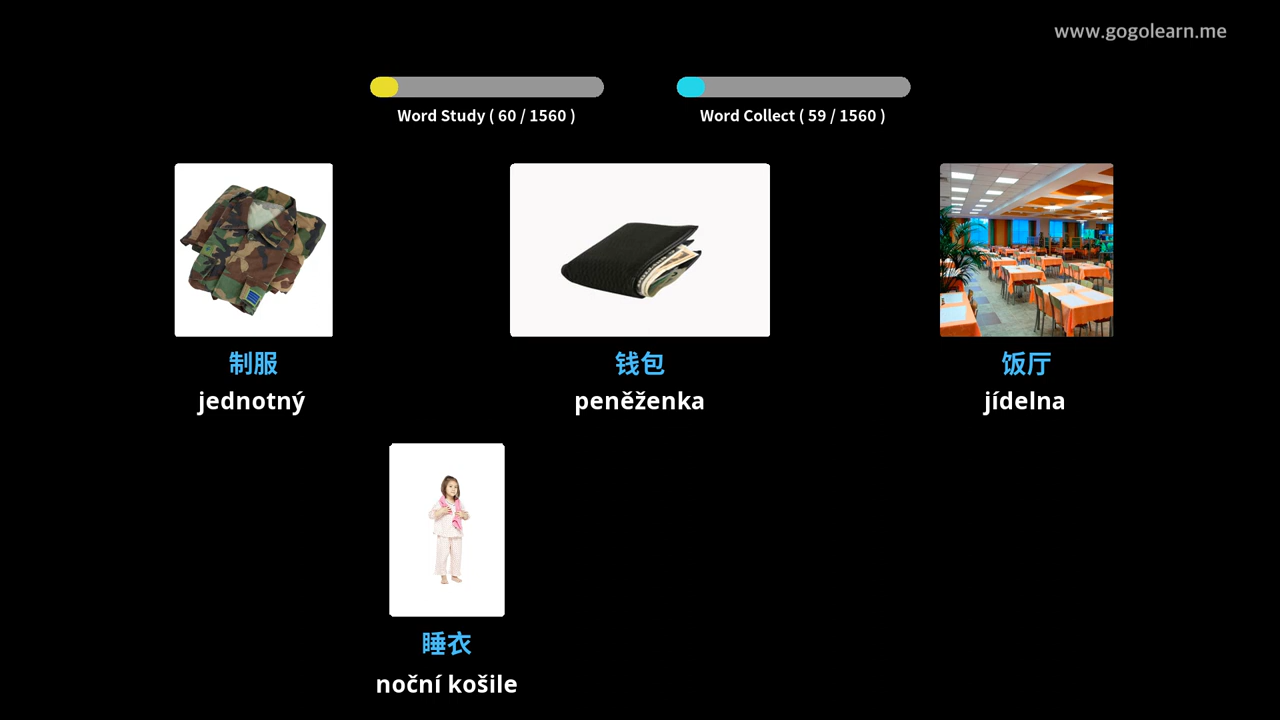 www.gogolearn.me
Word Study ( 60 / 1560 )
Word Collect ( 59 / 1560 )
制服
jednotný
钱包
peněženka
饭厅
jídelna
睡衣
noční košile